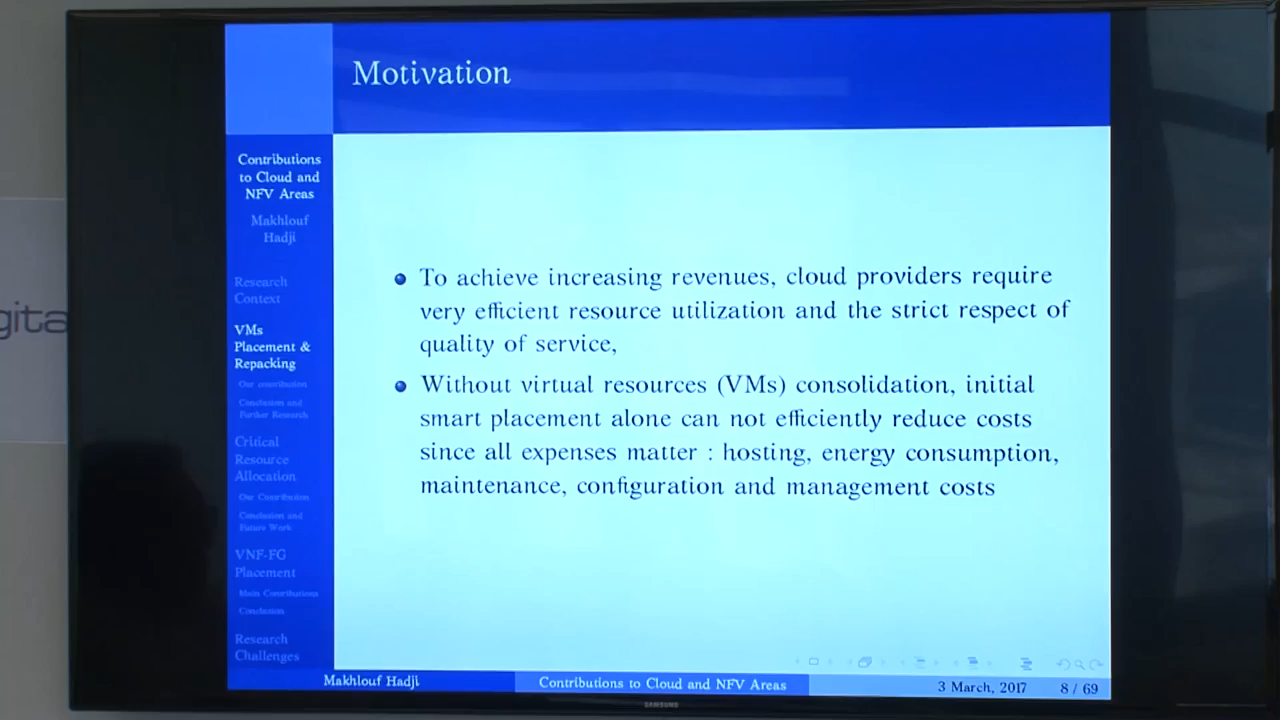 Motivation
Contributions
to Cloud and
NFV Areas
Makhlouf
Hadji
Research
Context
VMs
Placement &
Repacking
Our contribution
Conclusion and
Further Research
Critical
Resource
Allocation
Our Contribution
Conclusion and
Future Work
VNF-FG
Placement
Main Contributions
Conclusion
Research
Challenges
To achieve increasing revenues, cloud providers require
very efficient resource utilization and the strict respect of
quality of service,
Without virtual resources (VMs) consolidation, initial
smart placement alone can not efficiently reduce costs
since all expenses matter : hosting, energy consumption,
maintenance, configuration and management costs
Makhlouf Hadji
Contributions to Cloud and NFV Areas
3 March, 2017
8 / 69
SAMSUNG
gita